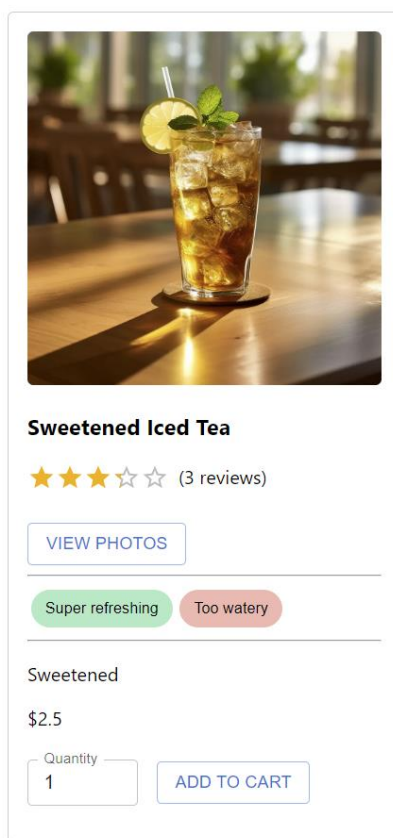 Sweetened Iced Tea
(3 reviews)
VIEW PHOTOS
Super refreshing Too watery
Sweetened
$2.5
Quantity
1 ADD TO CART